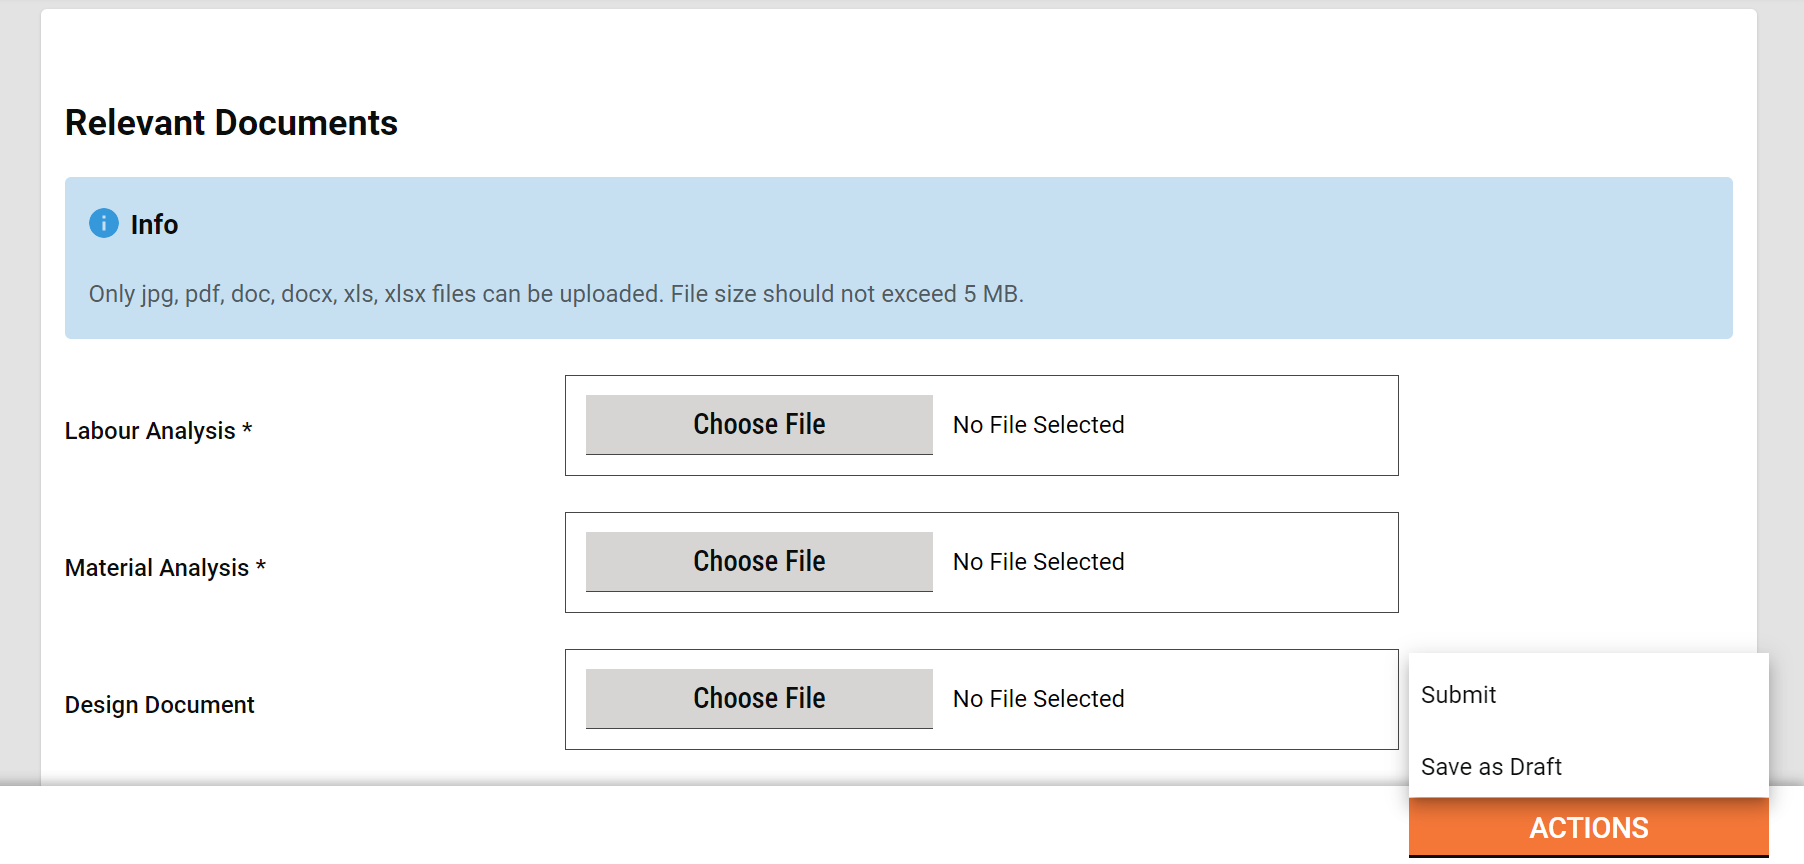 Relevant Documents
Info
Only jpg, pdf, doc, docx, xls, xlsx files can be uploaded. File size should not exceed 5 MB.
Labour Analysis *
Choose File
No File Selected
Material Analysis *
Choose File
No File Selected
Design Document
Choose File
No File Selected
Submit
Save as Draft
ACTIONS